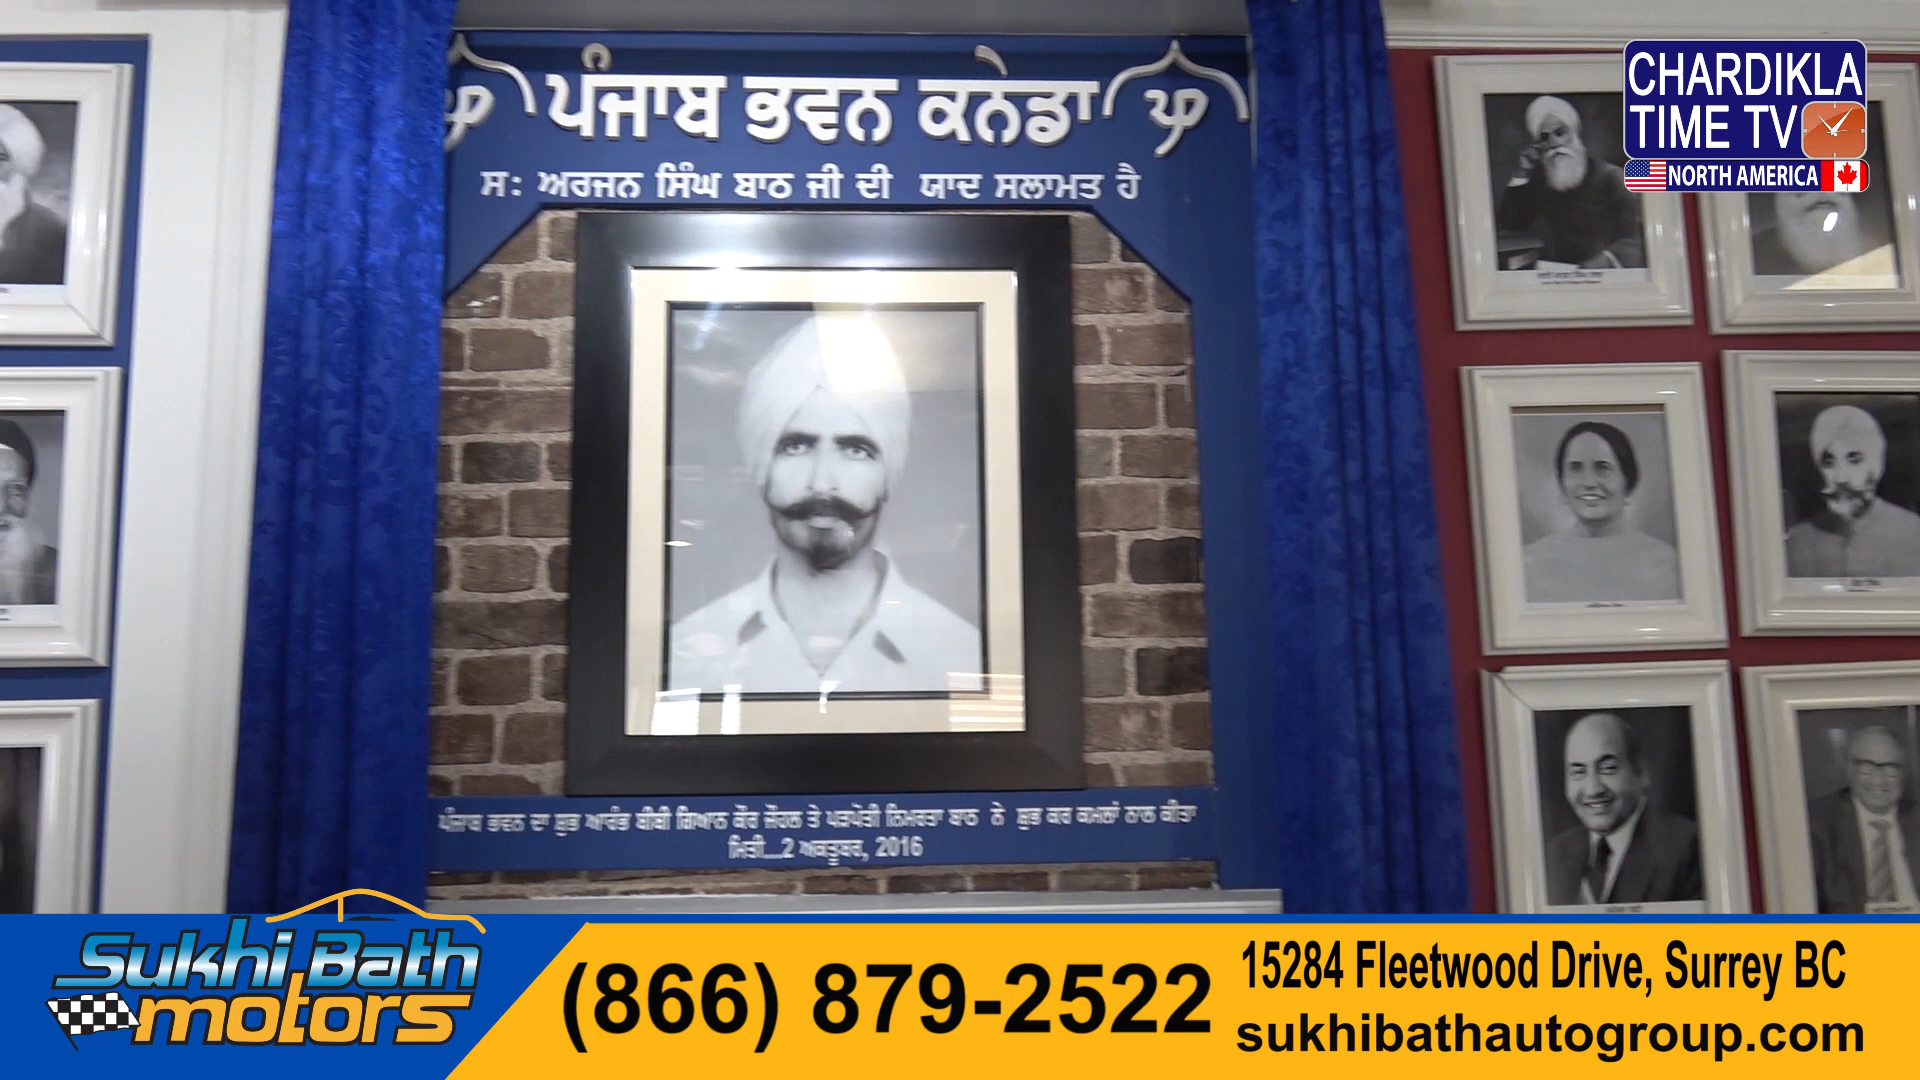 ਪੰਜਾਬ ਭਵਨ ਕਨੇਡਾ
ਸ: ਅਰਜਨ ਸਿੰਘ ਬਾਠ ਜੀ ਦੀ ਯਾਦ ਸਲਾਮਤ ਹੈ
ਪੰਜਾਬ ਭਵਨ ਦਾ ਸ਼ੁਭ ਆਰੰਭ ਬੀਬੀ ਗਿਆਨ ਕੌਰ ਜੌਹਲ ਤੇ ਪੜਪੋਤੀ ਨਿਮਰਤਾ ਬਾਠ ਨੇ ਸ਼ੁਭ ਕਰ ਕਮਲਾਂ ਨਾਲ ਕੀਤਾ
ਮਿਤੀ....2 ਅਕਤੂਬਰ, 2016
CHARDIKLA
TIME TV
NORTH AMERICA
Sukhi Bath
motors
(866) 879-2522
15284 Fleetwood Drive, Surrey BC
sukhibathautogroup.com